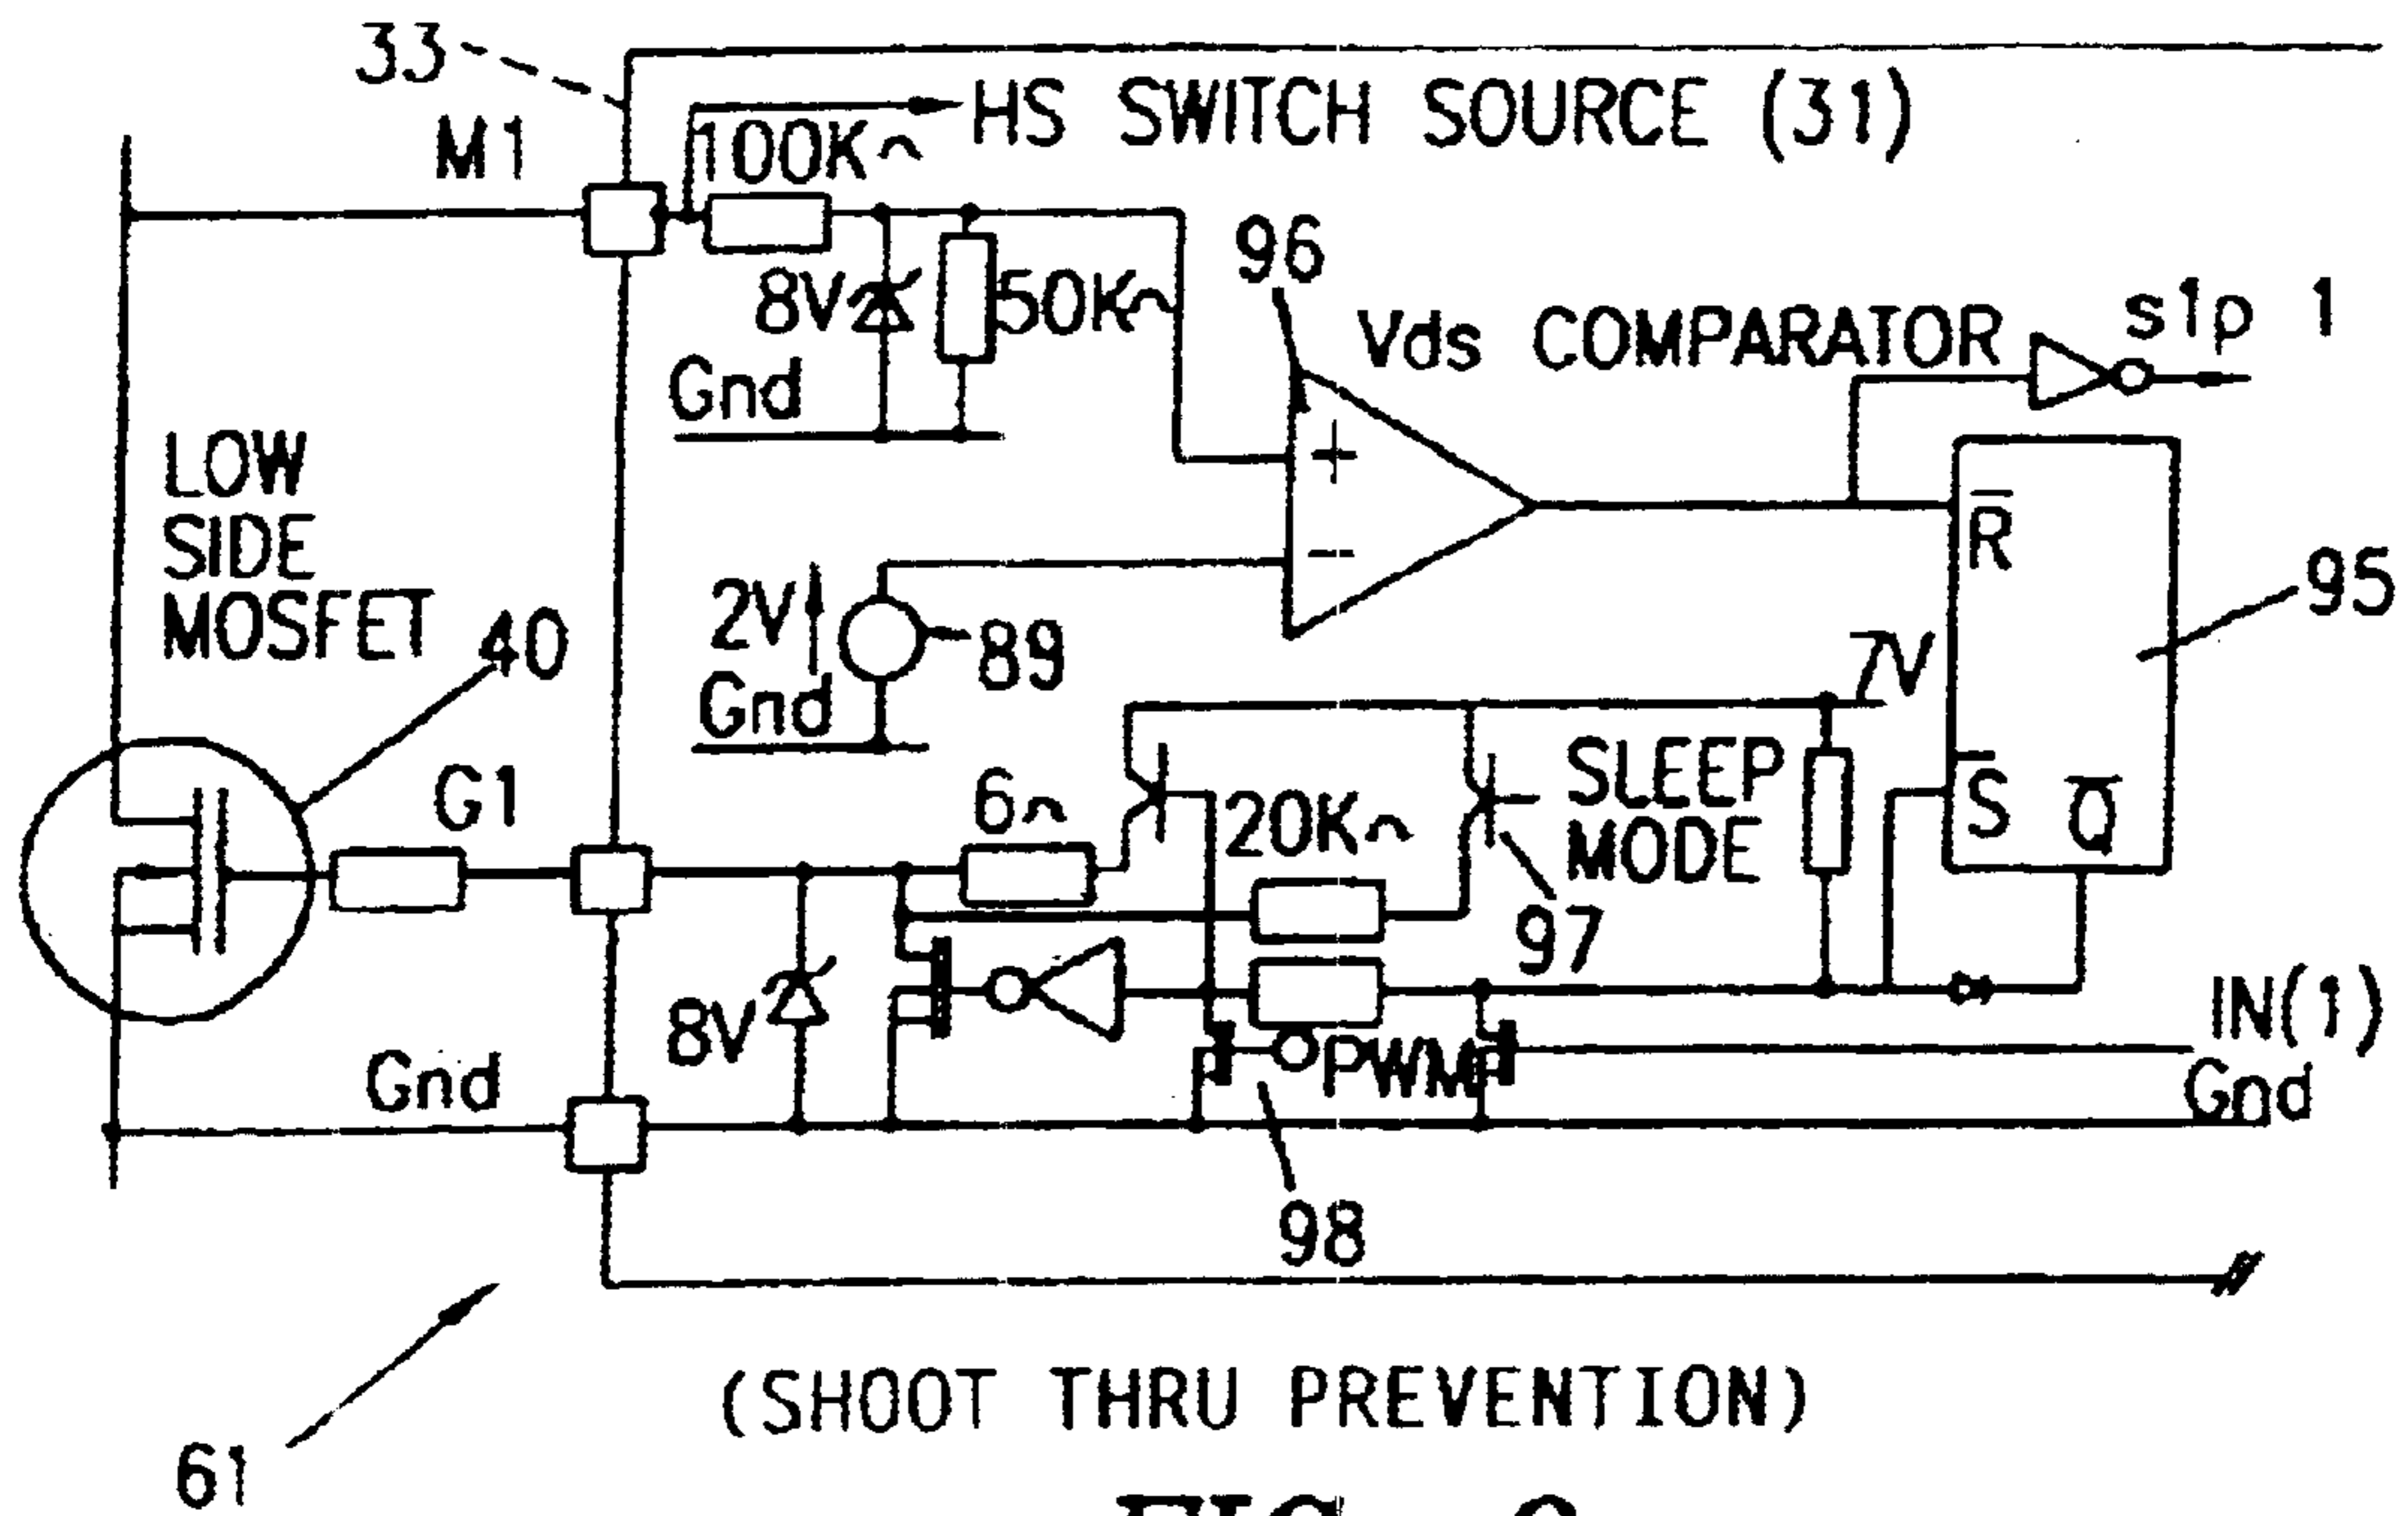 33
HS SWITCH SOURCE (31)
M1
100K
96
8V
50K
Vds COMPARATOR
s1p 1
Gnd
LOW
SIDE
MOSFET
+
R
-
95
2V
40
89
7V
Gnd
SLEEP
MODE
G1
6
20K
S
Q
97
8V
IN(1)
PWM
Gnd
Gnd
98
(SHOOT THRU PREVENTION)
61